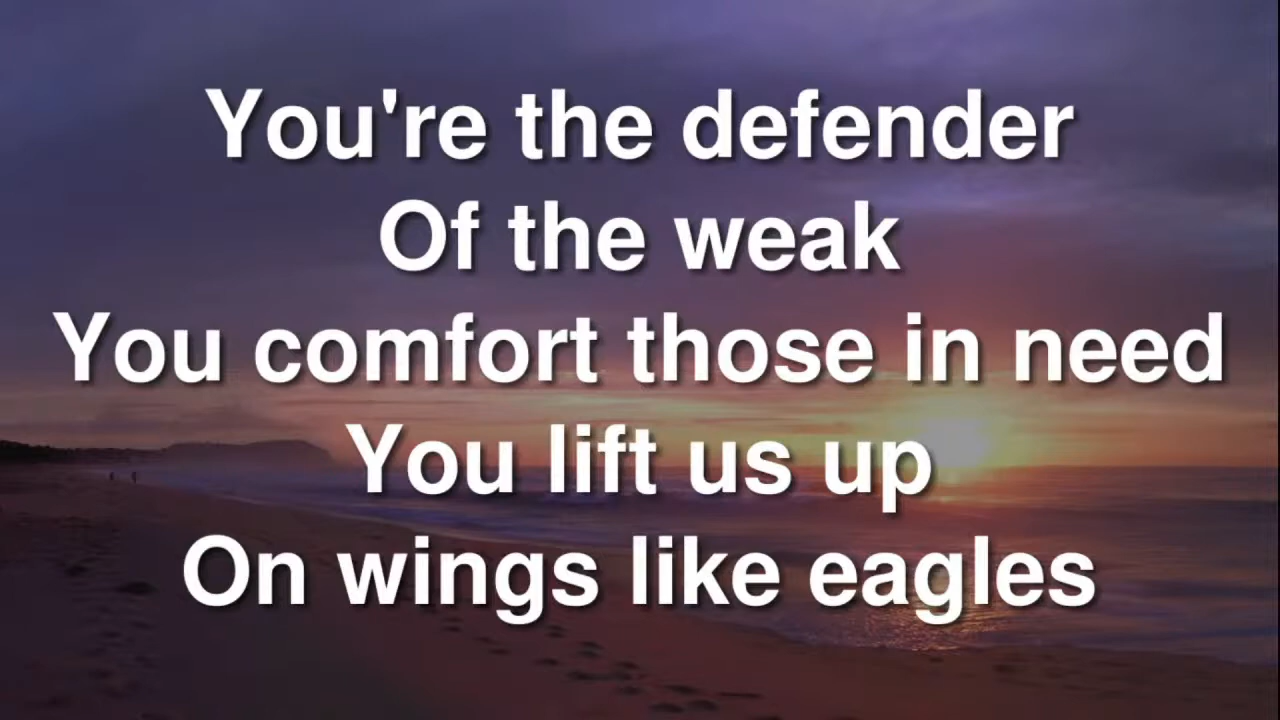 You're the defender
Of the weak
You comfort those in need
You lift us up
On wings like eagles